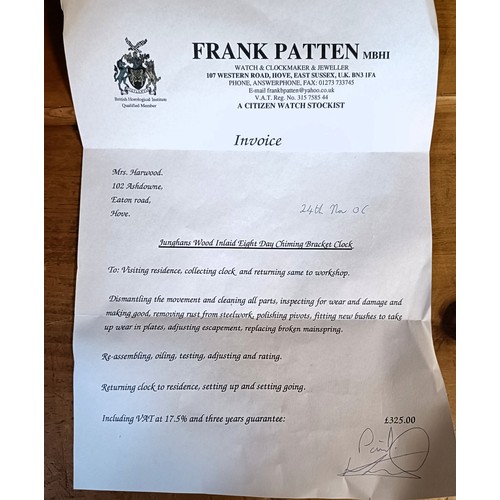 FRANK PATTEN MBHI
WATCH & CLOCKMAKER & JEWELLER
107 WESTERN ROAD, HOVE, EAST SUSSEX, U.K. BN3 1FA
PHONE, ANSWERPHONE, FAX: 01273 733745
E-mail frankbpatten@yahoo.co.uk
V.A.T. Reg. No. 315 7585 44
A CITIZEN WATCH STOCKIST
British Horological Institute
Qualified Member
Invoice
Mrs. Harwood.
102 Ashdowne,
Eaton road,
Hove.
24th Nov 06
Junghans Wood Inlaid Eight Day Chiming Bracket Clock
To: Visiting residence, collecting clock and returning same to workshop.
Dismantling the movement and cleaning all parts, inspecting for wear and damage and
making good, removing rust from steelwork, polishing pivots, fitting new bushes to take
up wear in plates, adjusting escapement, replacing broken mainspring.
Re-assembling, oiling, testing, adjusting and rating.
Returning clock to residence, setting up and setting going.
Including VAT at 17.5% and three years guarantee: £325.00
Paid